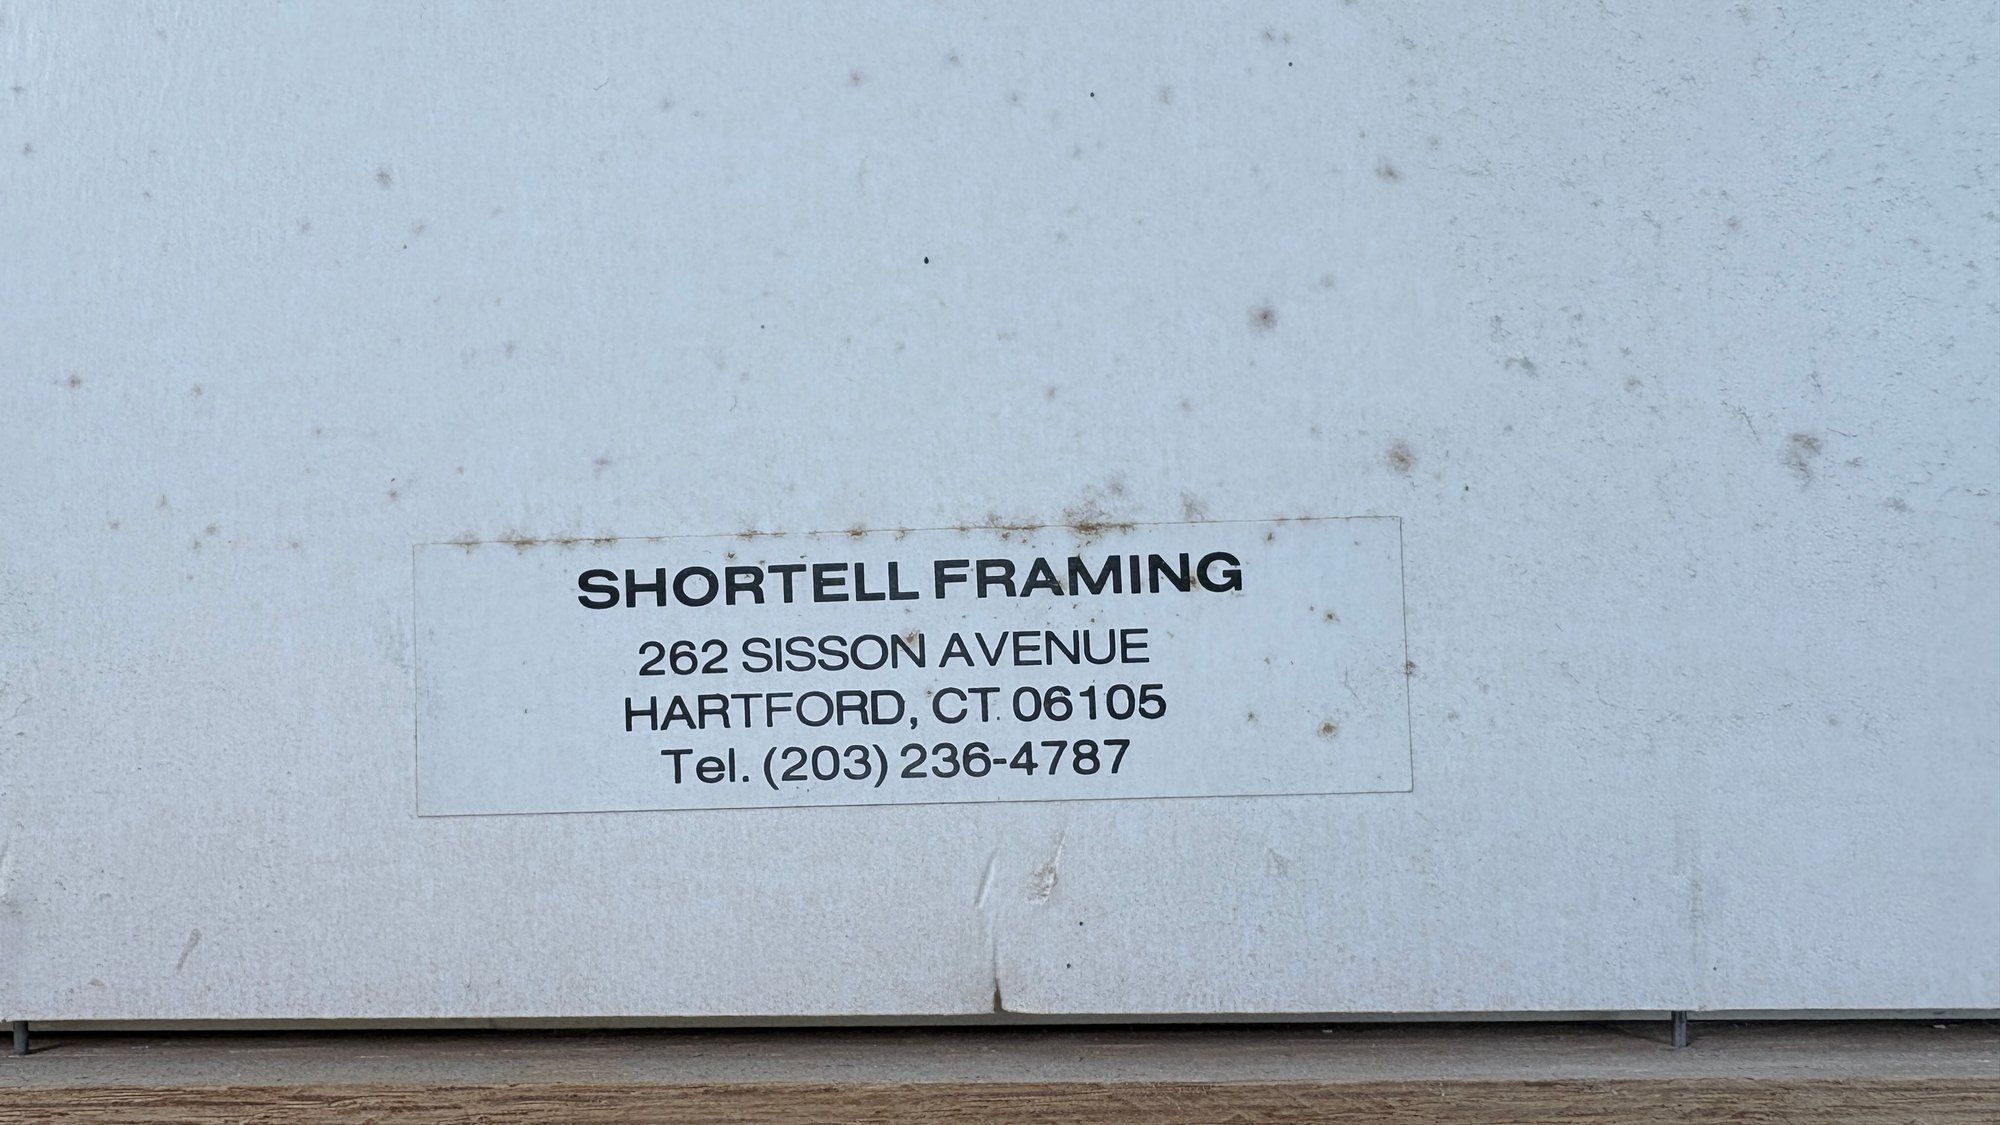 SHORTELL FRAMING
262 SISSON AVENUE
HARTFORD, CT. 06105
Tel. (203) 236-4787